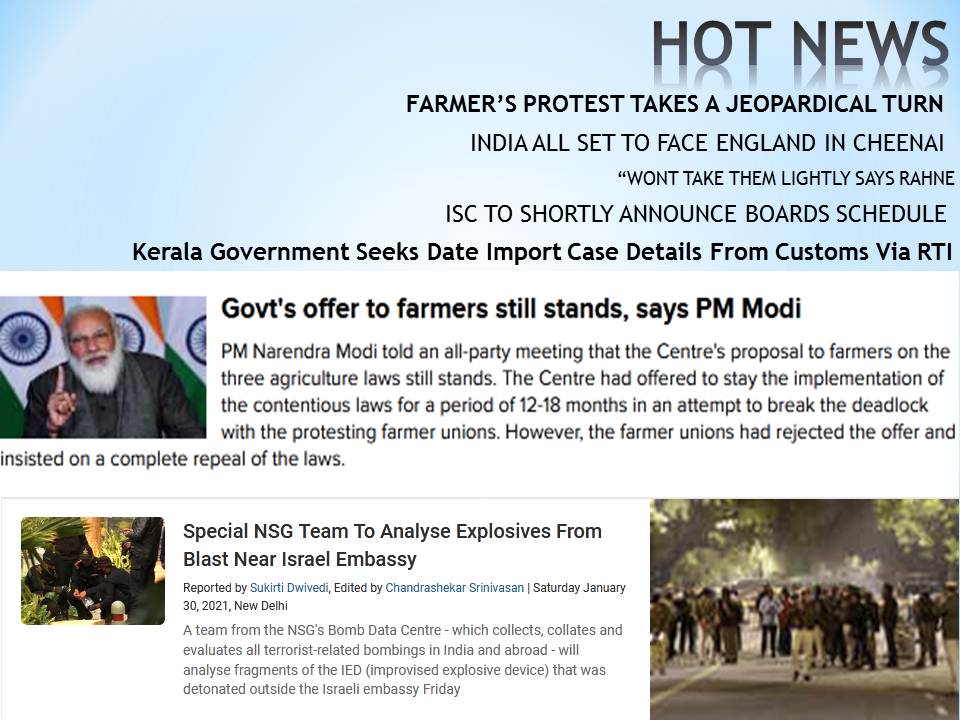 HOT NEWS
FARMER’S PROTEST TAKES A JEOPARDICAL TURN
INDIA ALL SET TO FACE ENGLAND IN CHEENAI
“WONT TAKE THEM LIGHTLY SAYS RAHNE
ISC TO SHORTLY ANNOUNCE BOARDS SCHEDULE
Kerala Government Seeks Date Import Case Details From Customs Via RTI
Govt's offer to farmers still stands, says PM Modi
PM Narendra Modi told an all-party meeting that the Centre's proposal to farmers on the
three agriculture laws still stands. The Centre had offered to stay the implementation of
the contentious laws for a period of 12-18 months in an attempt to break the deadlock
with the protesting farmer unions. However, the farmer unions had rejected the offer and
insisted on a complete repeal of the laws.
Special NSG Team To Analyse Explosives From
Blast Near Israel Embassy
Reported by Sukirti Dwivedi, Edited by Chandrashekar Srinivasan | Saturday January
30, 2021, New Delhi
A team from the NSG's Bomb Data Centre - which collects, collates and
evaluates all terrorist-related bombings in India and abroad - will
analyse fragments of the IED (improvised explosive device) that was
detonated outside the Israeli embassy Friday